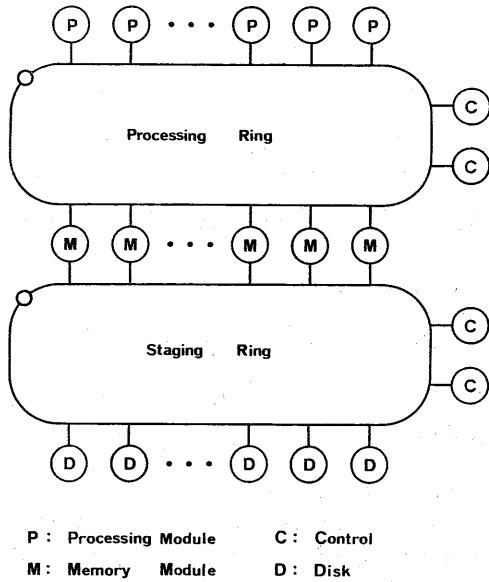 P P • • • P P P
Processing Ring
C
C
M M • • • M M M
Staging Ring
C
C
D D • • • D D D
P : Processing Module C : Control
M : Memory Module D : Disk